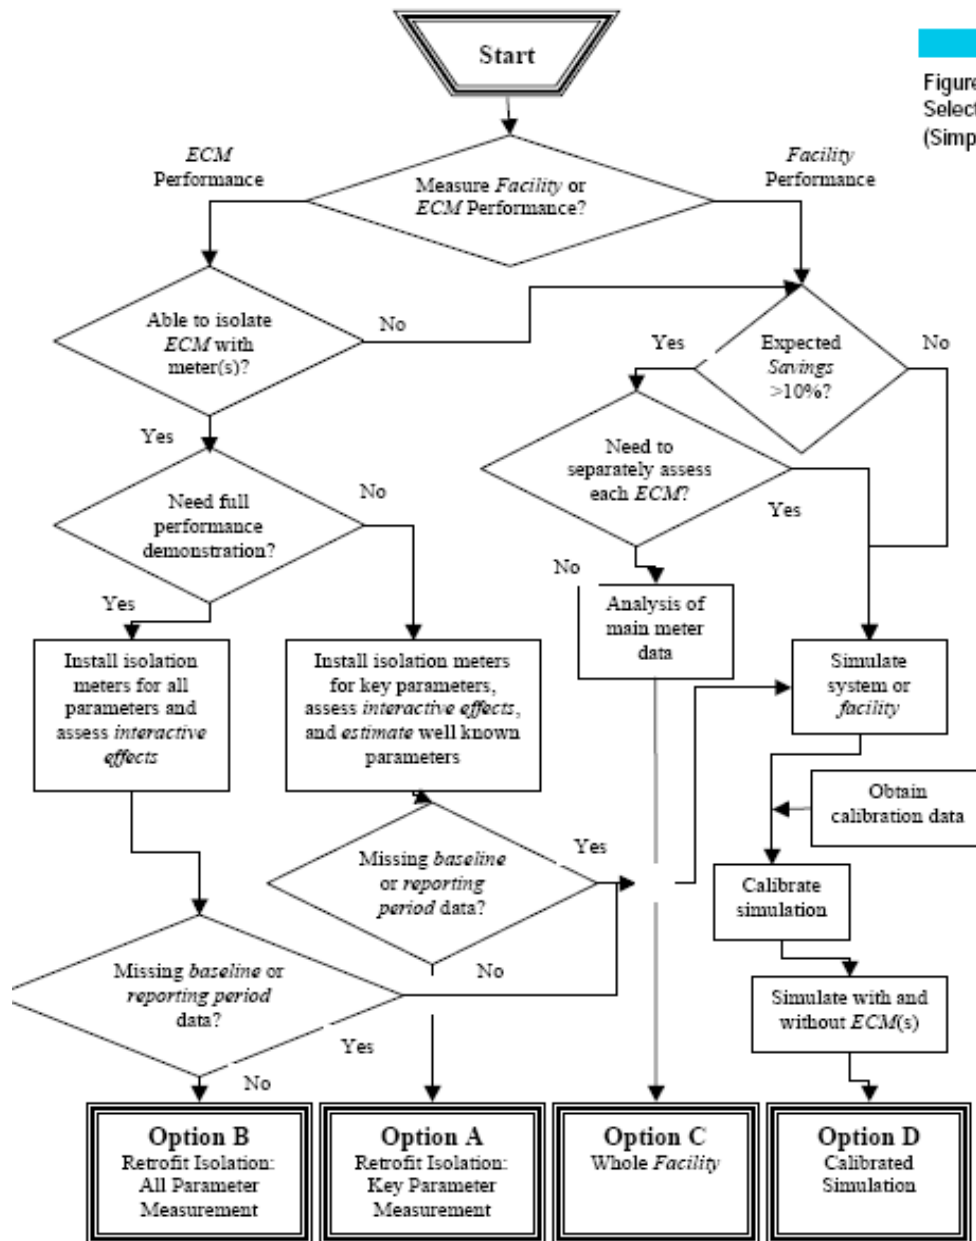 Start
Figure
Select
(Simp
ECM
Performance
Facility
Performance
Measure Facility or
ECM Performance?
Able to isolate
ECM with
meter(s)?
No
Yes
Expected
Savings
>10%?
No
Yes
Need to
separately assess
each ECM?
Yes
Need full
performance
demonstration?
No
No
Yes
Analysis of
main meter
data
Install isolation
meters for all
parameters and
assess interactive
effects
Install isolation meters
for key parameters,
assess interactive effects,
and estimate well known
parameters
Simulate
system or
facility
Obtain
calibration data
Missing baseline
or reporting
period data?
Yes
Calibrate
simulation
No
Missing baseline or
reporting period
data?
Yes
Simulate with and
without ECM(s)
No
Option B
Retrofit Isolation:
All Parameter
Measurement
Option A
Retrofit Isolation:
Key Parameter
Measurement
Option C
Whole Facility
Option D
Calibrated
Simulation